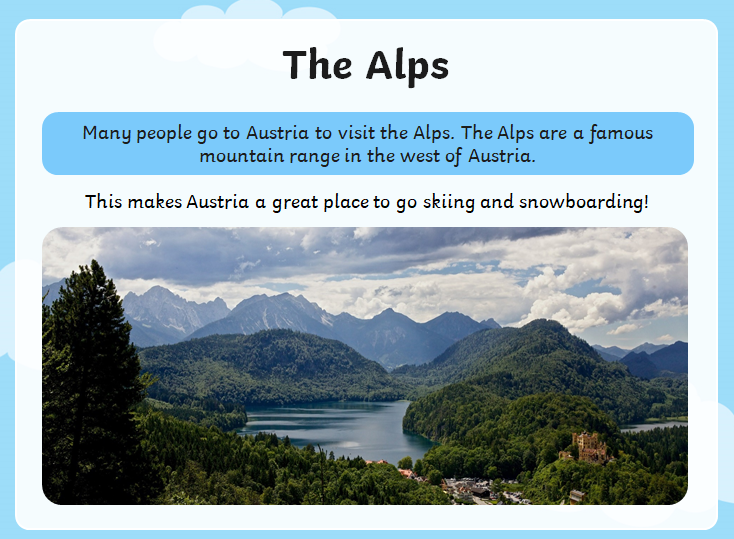 The Alps
Many people go to Austria to visit the Alps. The Alps are a famous
mountain range in the west of Austria.
This makes Austria a great place to go skiing and snowboarding!